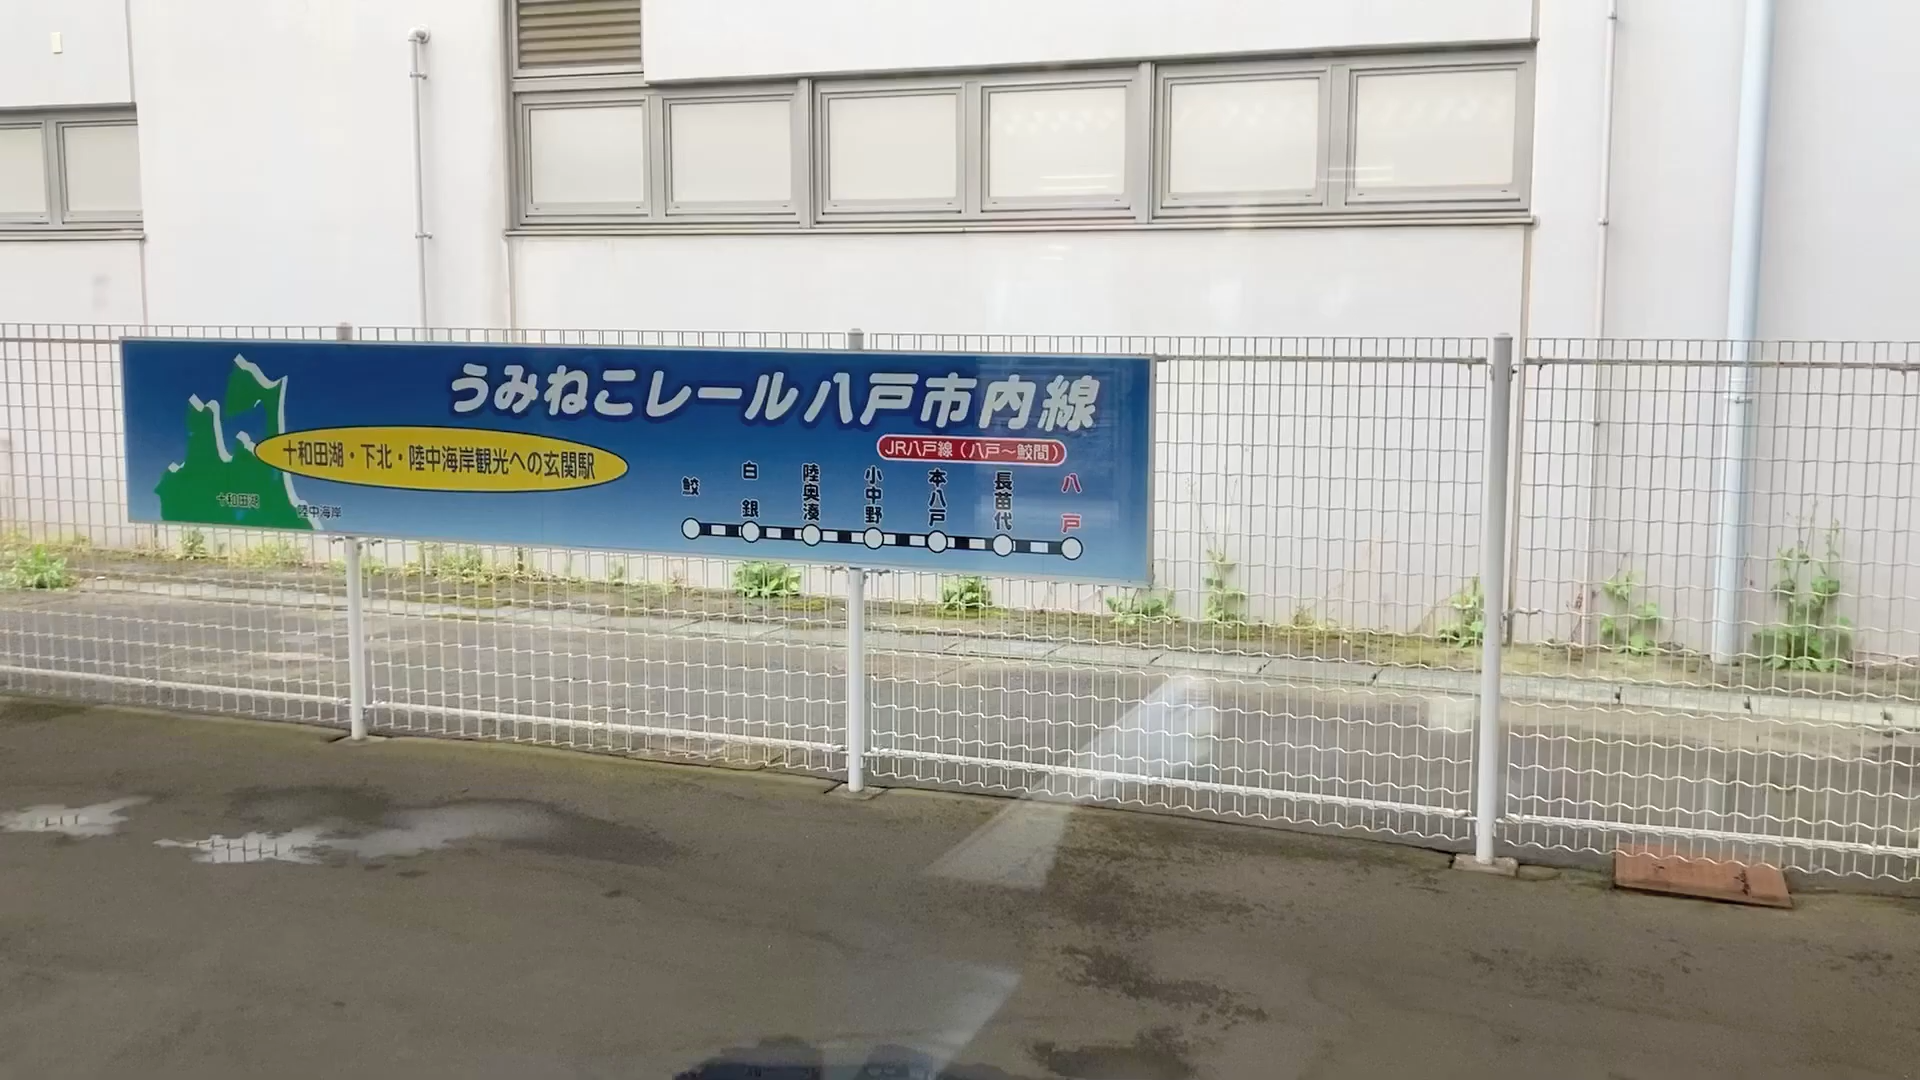 うみねこレール八戸市内線
JR八戸線(八戸〜鮫間)
十和田湖・下北・陸中海岸観光への玄関駅
十和田湖
陸中海岸
鮫
白銀
陸奥湊
小中野
本八戸
長苗代
八戸